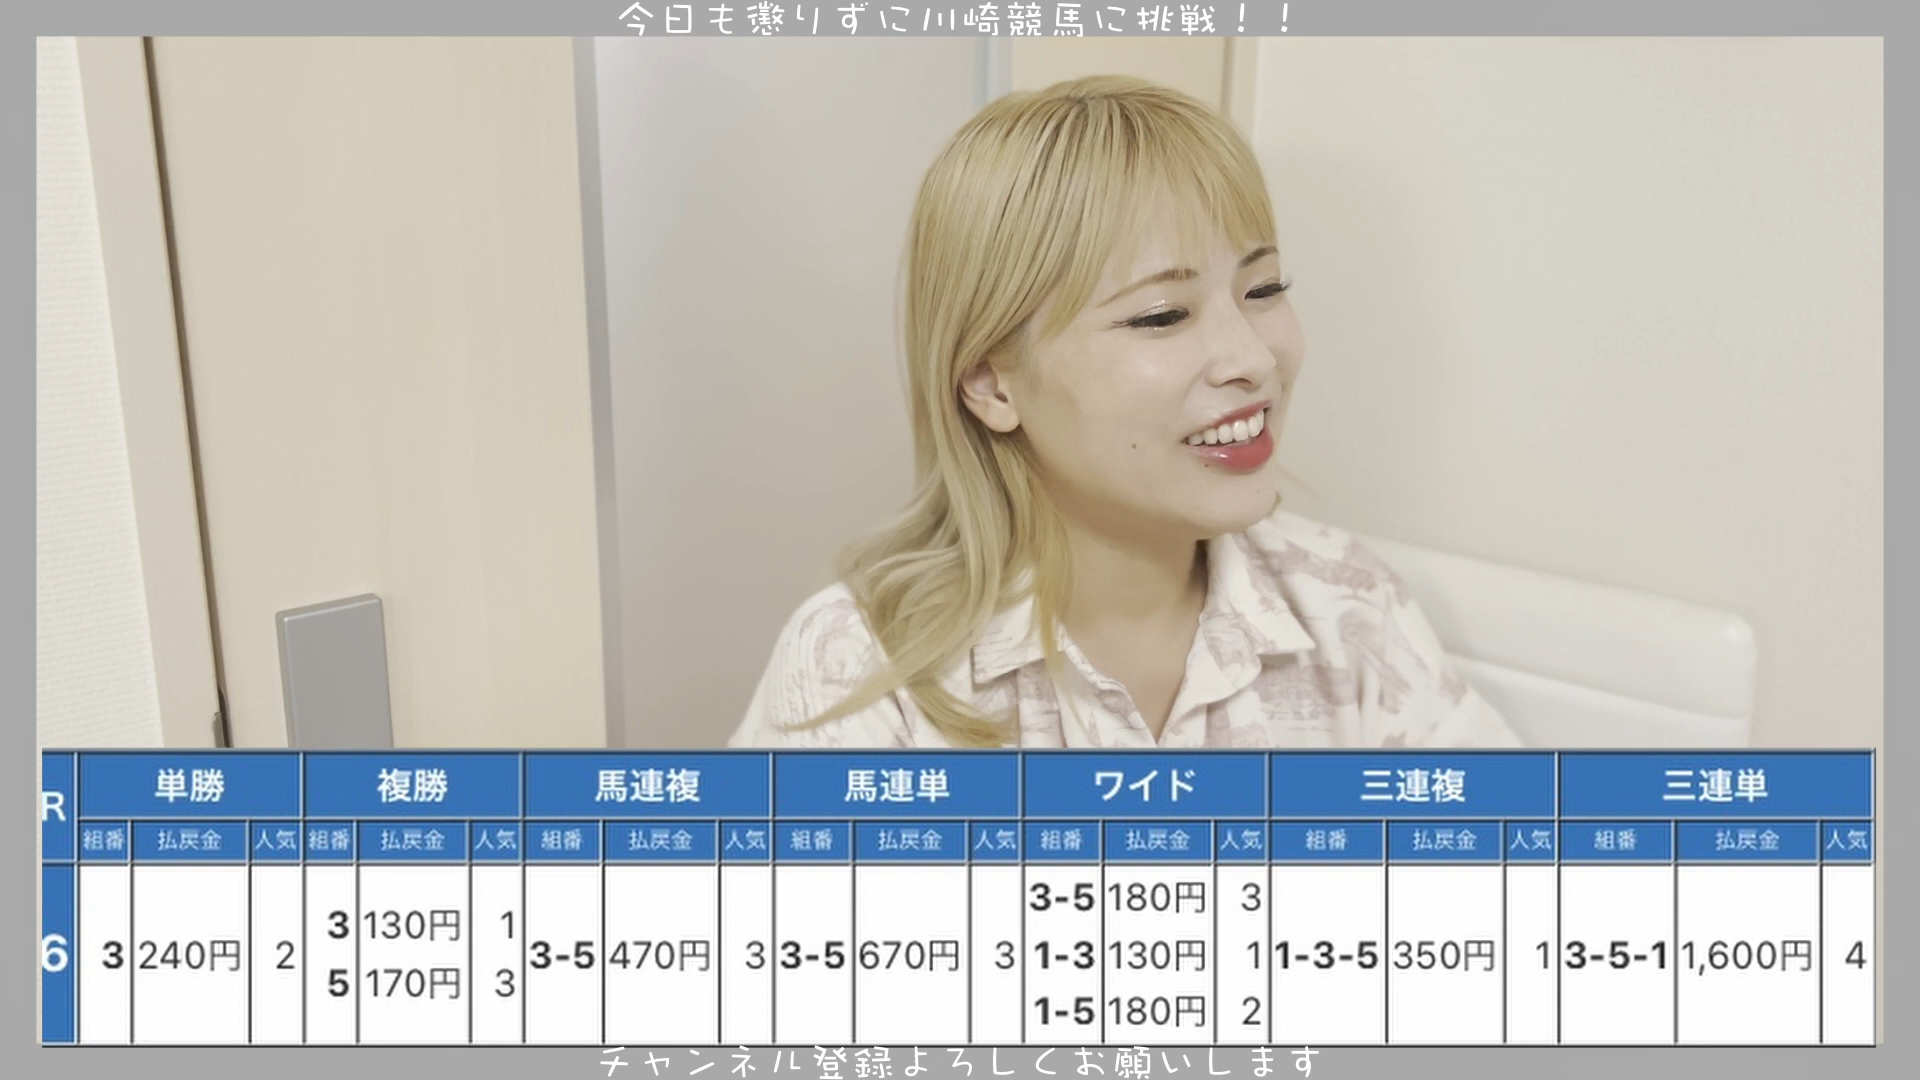 今日も懲りずに川崎競馬に挑戦！！
R 単勝 複勝 馬連複 馬連単 ワイド 三連複 三連単
組番 払戻金 人気 組番 払戻金 人気 組番 払戻金 人気 組番 払戻金 人気 組番 払戻金 人気 組番 払戻金 人気 組番 払戻金 人気
6 3 240円 2 3 130円 1 5 170円 3 3-5 470円 3 3-5 670円 3 3-5 180円 3 1-3 130円 1 1-5 180円 2 1-3-5 350円 1 3-5-1 1,600円 4
チャンネル登録よろしくお願いします